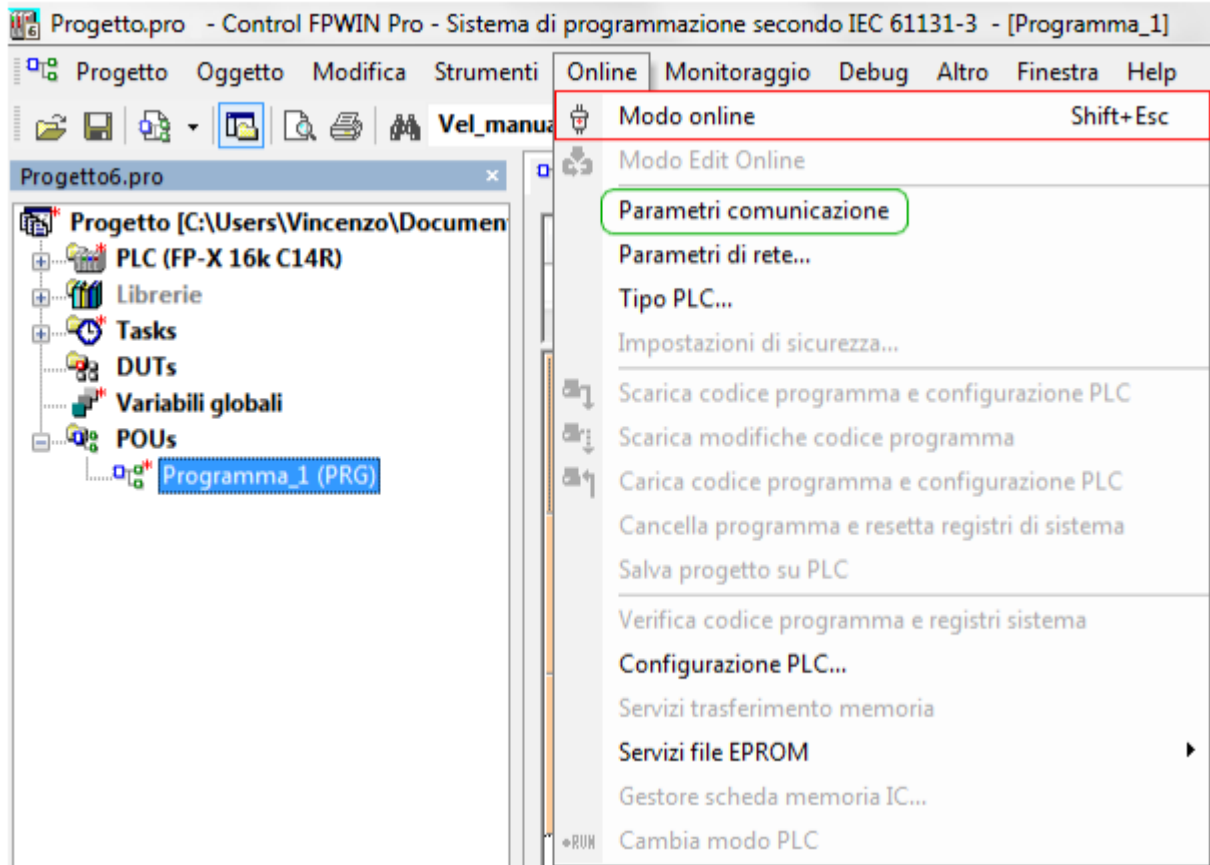 Progetto.pro - Control FPWIN Pro - Sistema di programmazione secondo IEC 61131-3 - [Programma_1]
Progetto Oggetto Modifica Strumenti Online Monitoraggio Debug Altro Finestra Help
Vel_manua
Progetto6.pro
Progetto [C:\Users\Vincenzo\Documen
PLC (FP-X 16k C14R)
Librerie
Tasks
DUTs
Variabili globali
POUs
Programma_1 (PRG)
Modo online Shift+Esc
Modo Edit Online
Parametri comunicazione
Parametri di rete...
Tipo PLC...
Impostazioni di sicurezza...
Scarica codice programma e configurazione PLC
Scarica modifiche codice programma
Carica codice programma e configurazione PLC
Cancella programma e resetta registri di sistema
Salva progetto su PLC
Verifica codice programma e registri sistema
Configurazione PLC...
Servizi trasferimento memoria
Servizi file EPROM
Gestore scheda memoria IC...
RUN Cambia modo PLC